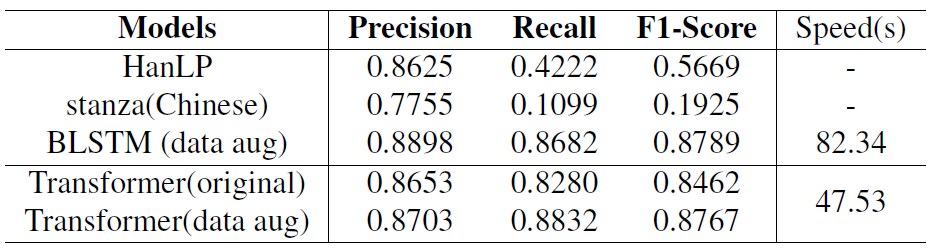 Models Precision Recall F1-Score Speed(s)
HanLP 0.8625 0.4222 0.5669 -
stanza(Chinese) 0.7755 0.1099 0.1925 -
BLSTM (data aug) 0.8898 0.8682 0.8789 82.34
Transformer(original) 0.8653 0.8280 0.8462
47.53
Transformer(data aug) 0.8703 0.8832 0.8767